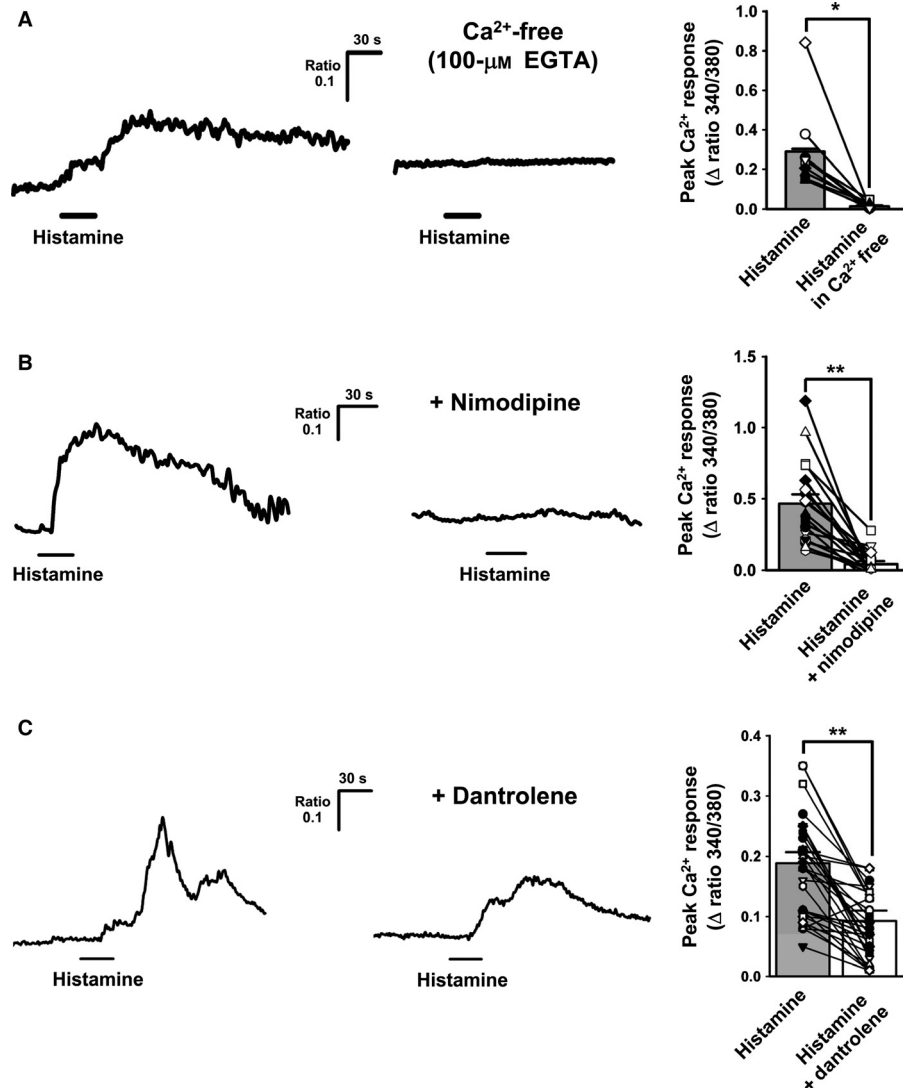 A
30 s
Ratio
0.1
Ca²⁺-free
(100-μM EGTA)
Histamine
Histamine
Peak Ca²⁺ response
(Δ ratio 340/380)
1.0
0.8
0.6
0.4
0.2
0.0
*
Histamine
Histamine
in Ca²⁺ free
B
30 s
Ratio
0.1
+ Nimodipine
Histamine
Histamine
Peak Ca²⁺ response
(Δ ratio 340/380)
1.5
1.0
0.5
0.0
**
Histamine
Histamine
+ nimodipine
C
30 s
Ratio
0.1
+ Dantrolene
Histamine
Histamine
Peak Ca²⁺ response
(Δ ratio 340/380)
0.4
0.3
0.2
0.1
0.0
**
Histamine
Histamine
+ dantrolene